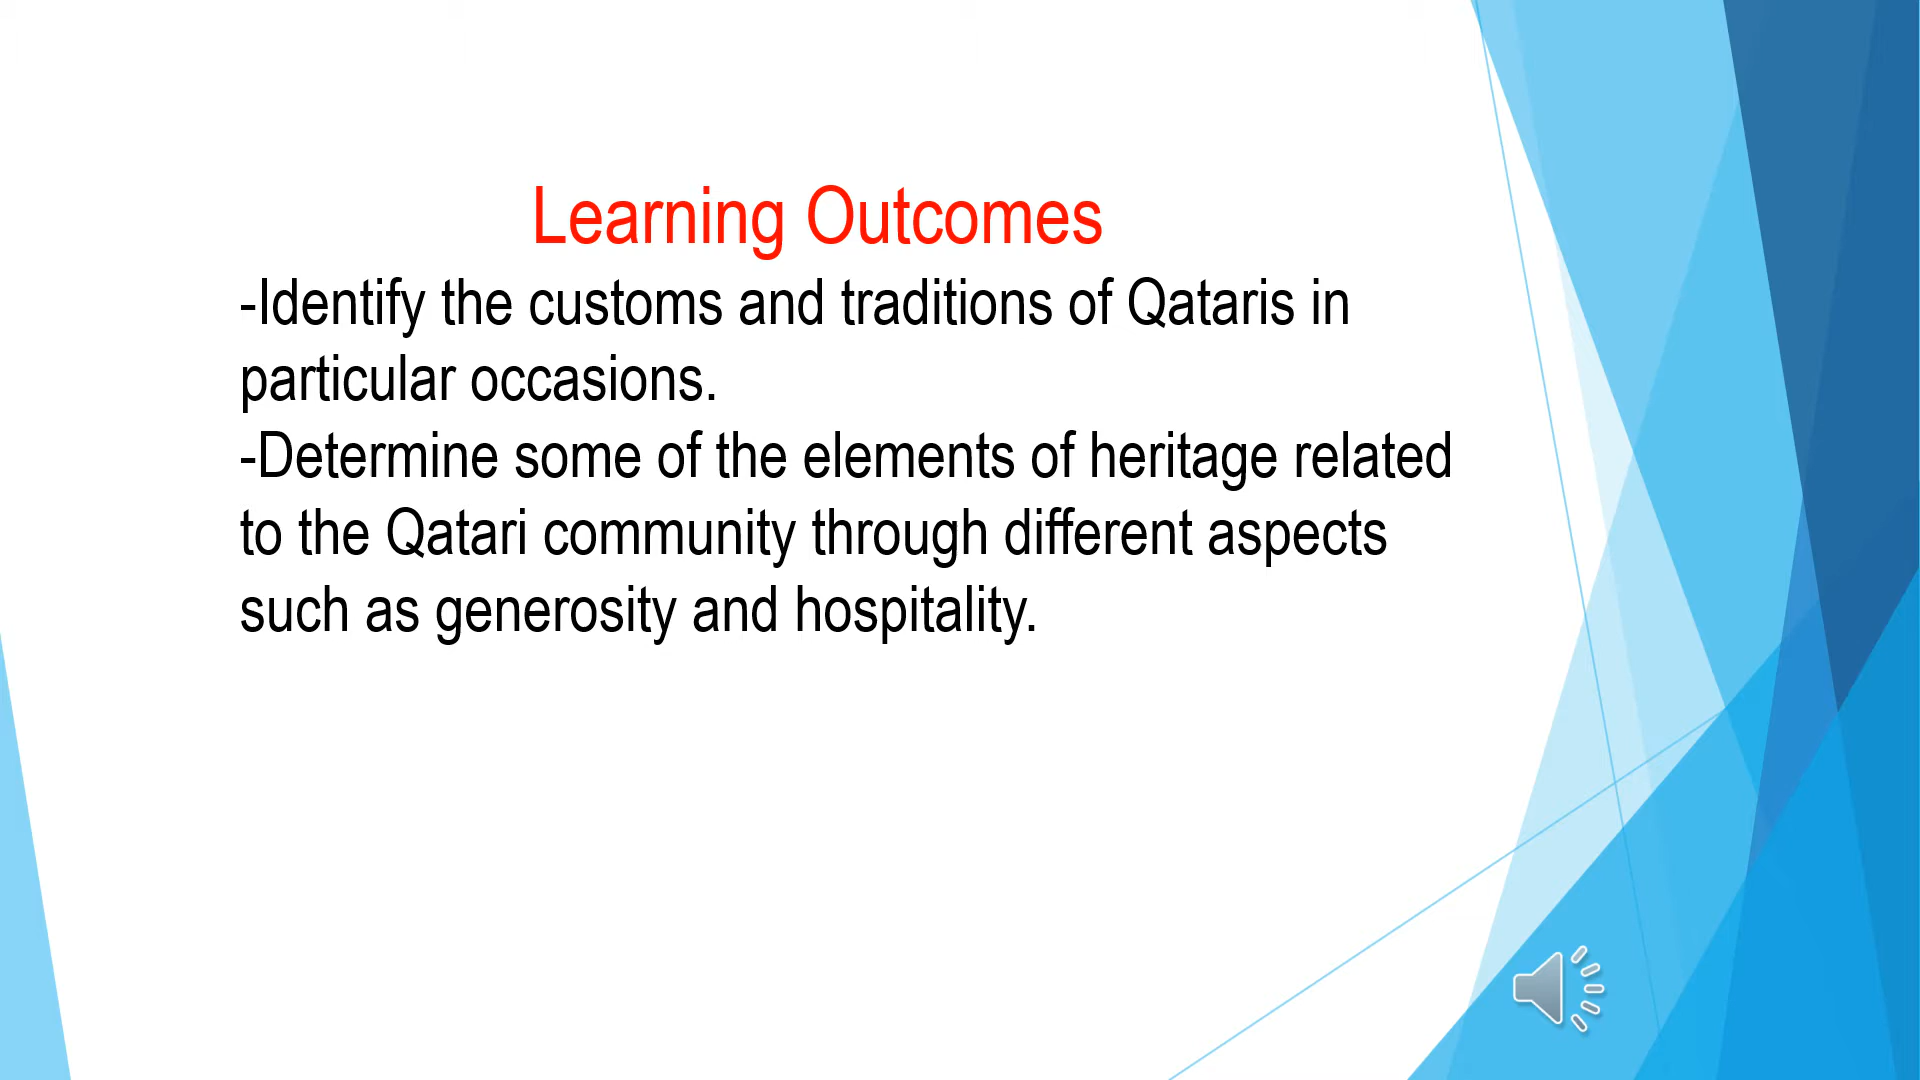 Learning Outcomes
-Identify the customs and traditions of Qataris in
particular occasions.
-Determine some of the elements of heritage related
to the Qatari community through different aspects
such as generosity and hospitality.